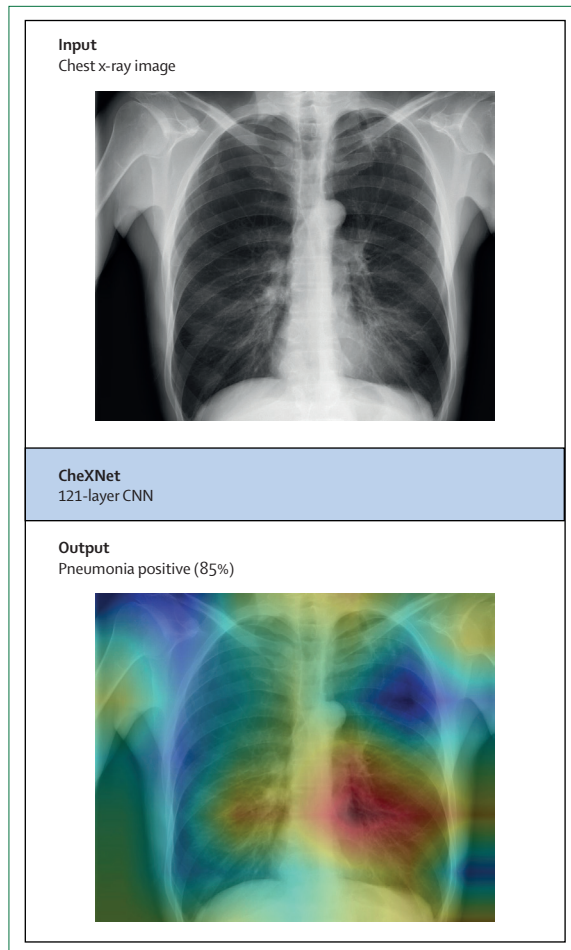 Input
Chest x-ray image
CheXNet
121-layer CNN
Output
Pneumonia positive (85%)